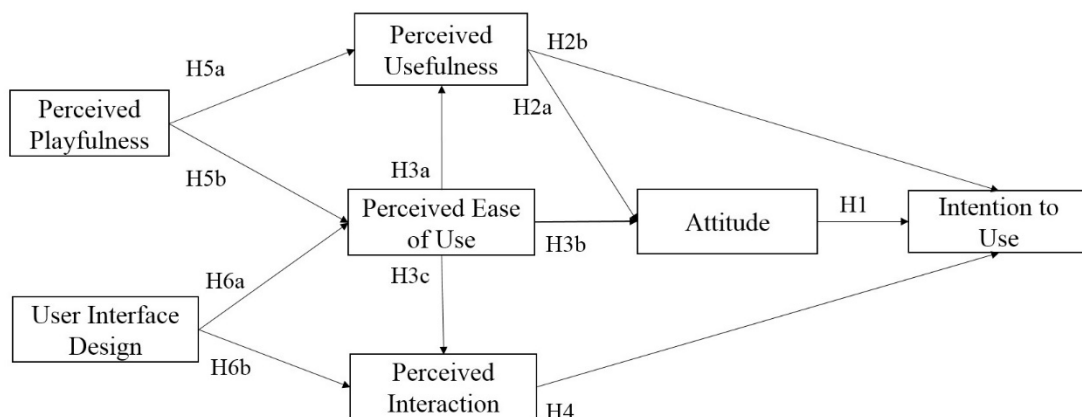 Perceived
Usefulness
H2b
H5a
H2a
Perceived
Playfulness
H5b
H3a
Perceived Ease
of Use
H3b
Attitude
H1
Intention to
Use
H6a
H3c
User Interface
Design
H6b
Perceived
Interaction
H4